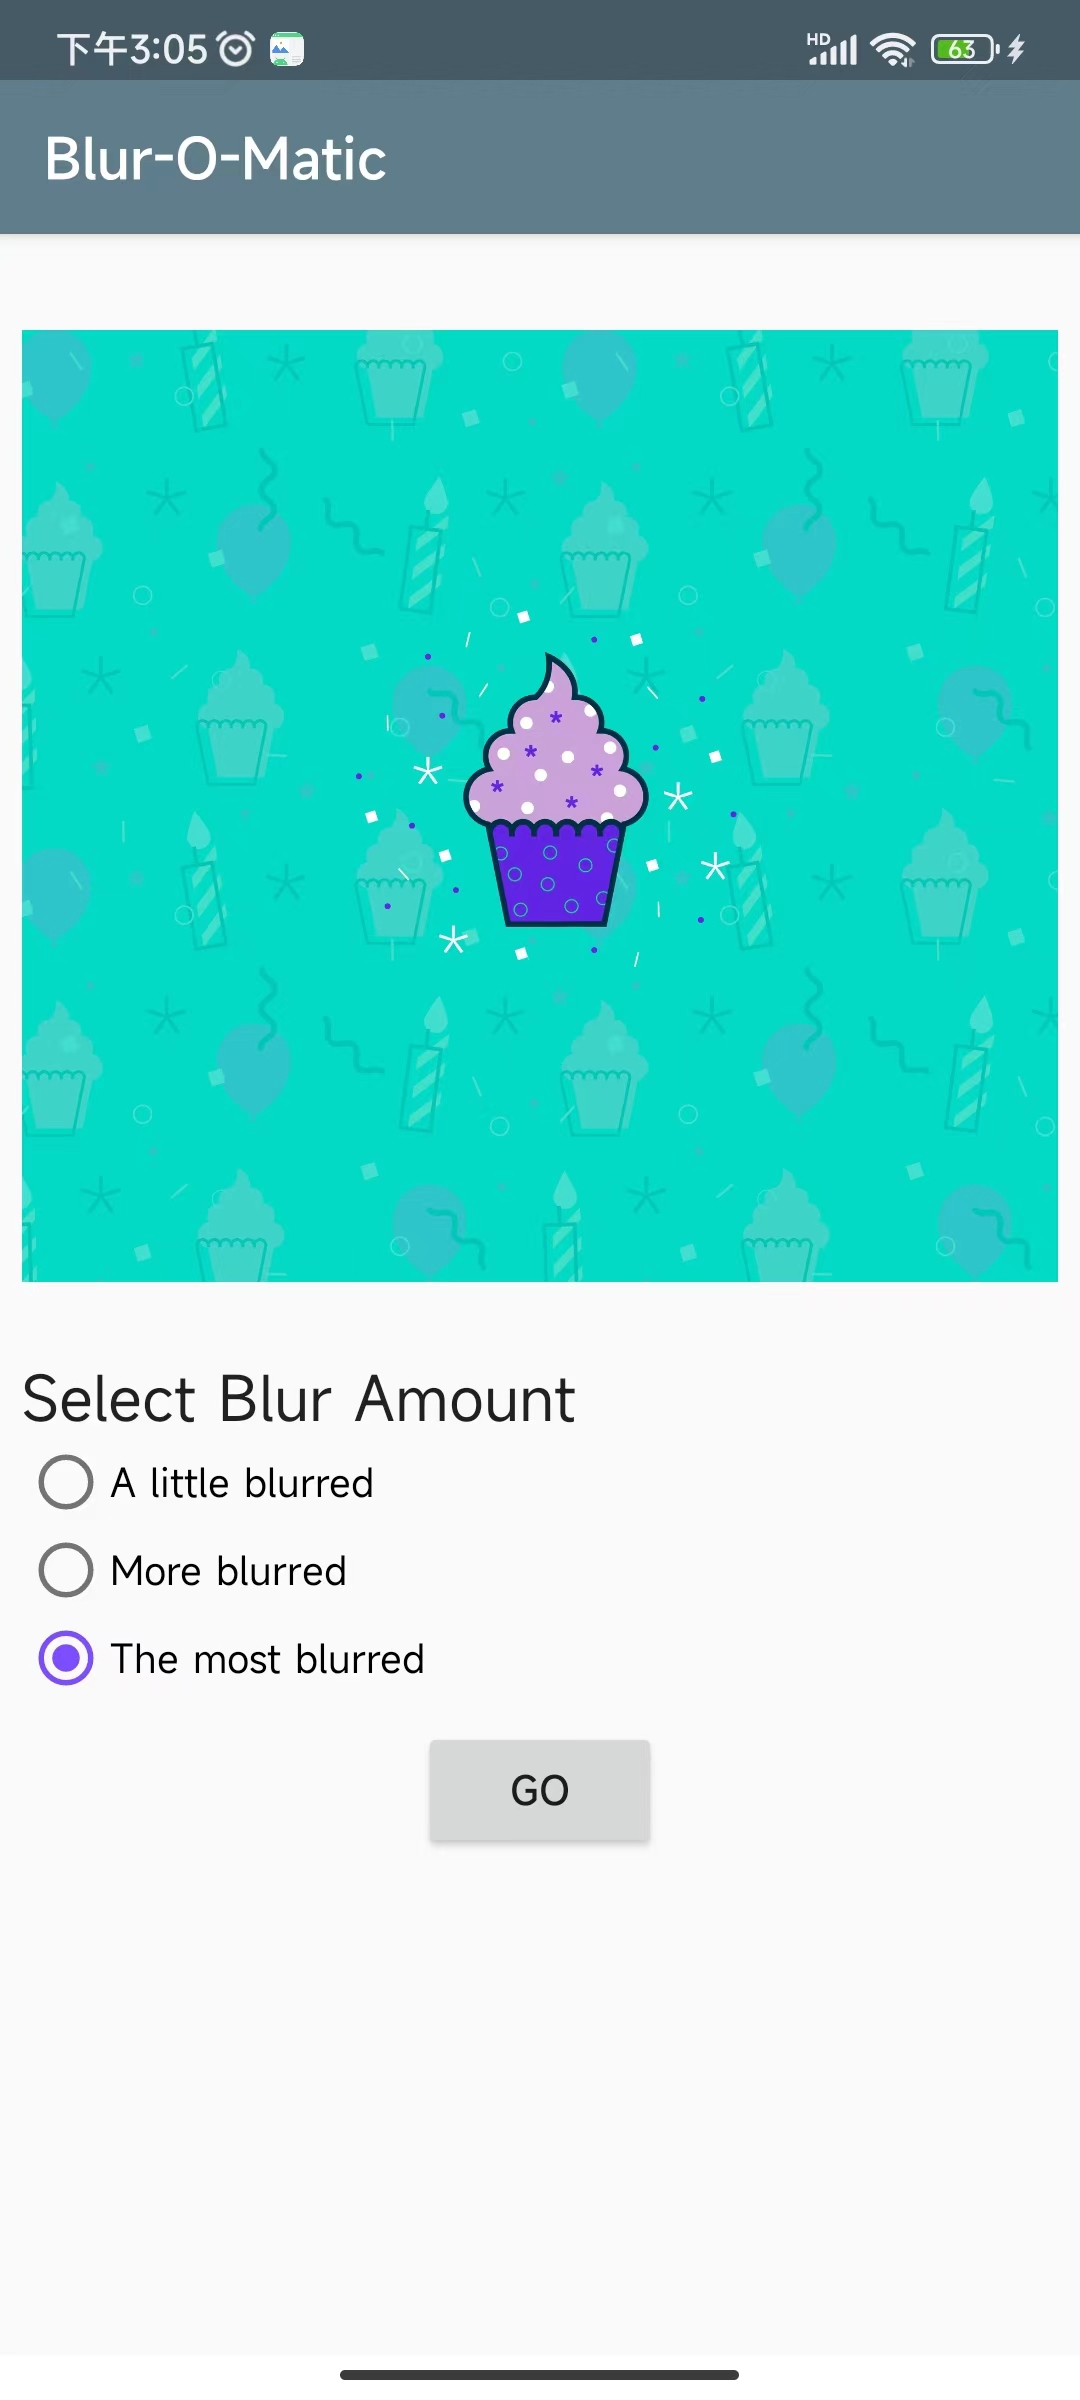 下午3:05
HD
63
Blur-O-Matic
Select Blur Amount
A little blurred
More blurred
The most blurred
GO